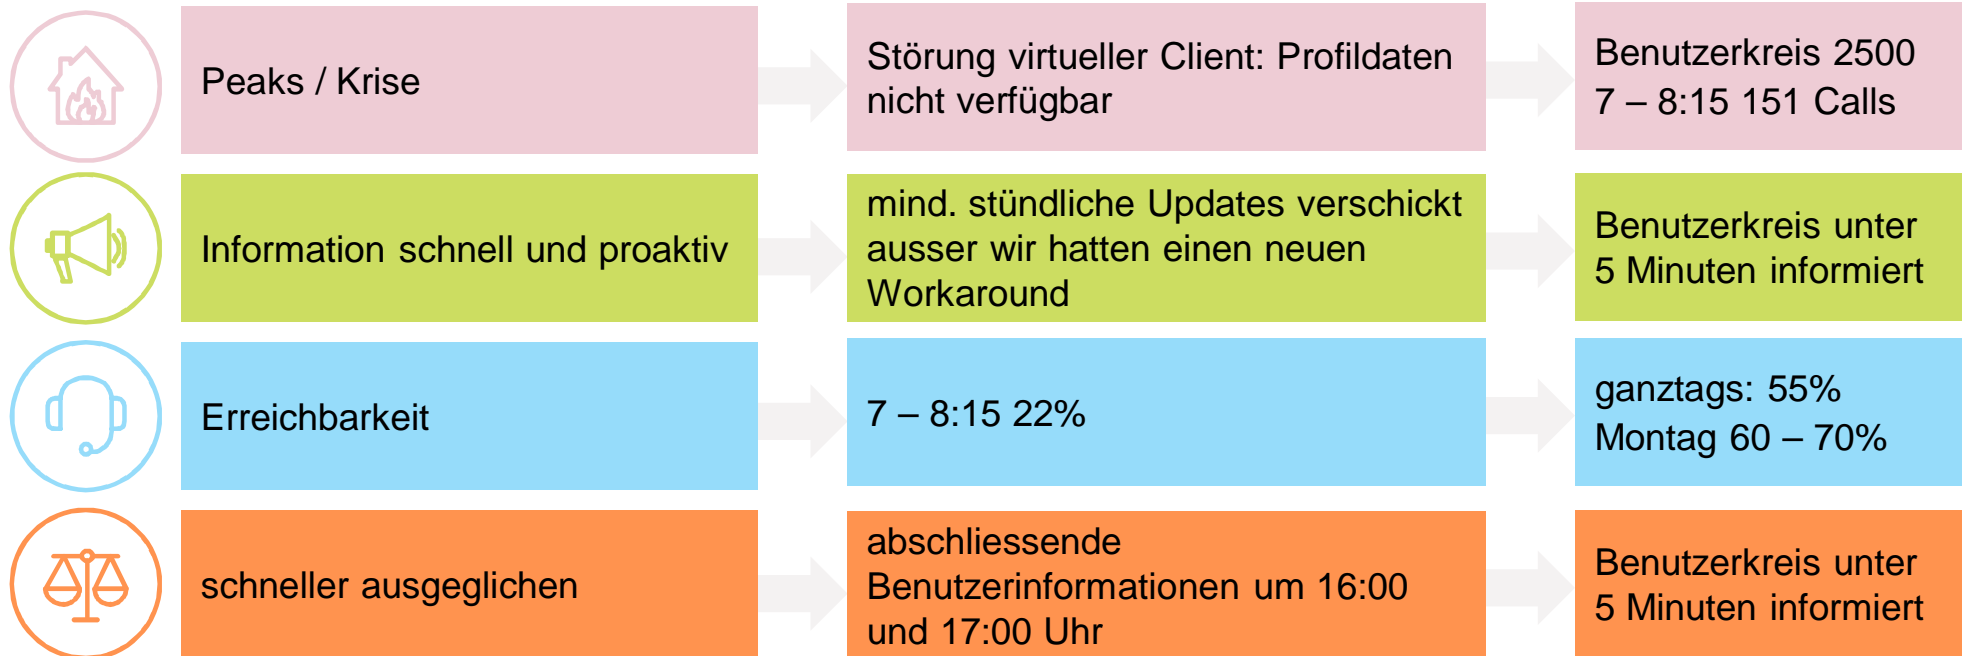 Peaks / Krise
Störung virtueller Client: Profildaten
nicht verfügbar
Benutzerkreis 2500
7 – 8:15 151 Calls
Information schnell und proaktiv
mind. stündliche Updates verschickt
ausser wir hatten einen neuen
Workaround
Benutzerkreis unter
5 Minuten informiert
Erreichbarkeit
7 – 8:15 22%
ganztags: 55%
Montag 60 – 70%
schneller ausgeglichen
abschliessende
Benutzerinformationen um 16:00
und 17:00 Uhr
Benutzerkreis unter
5 Minuten informiert